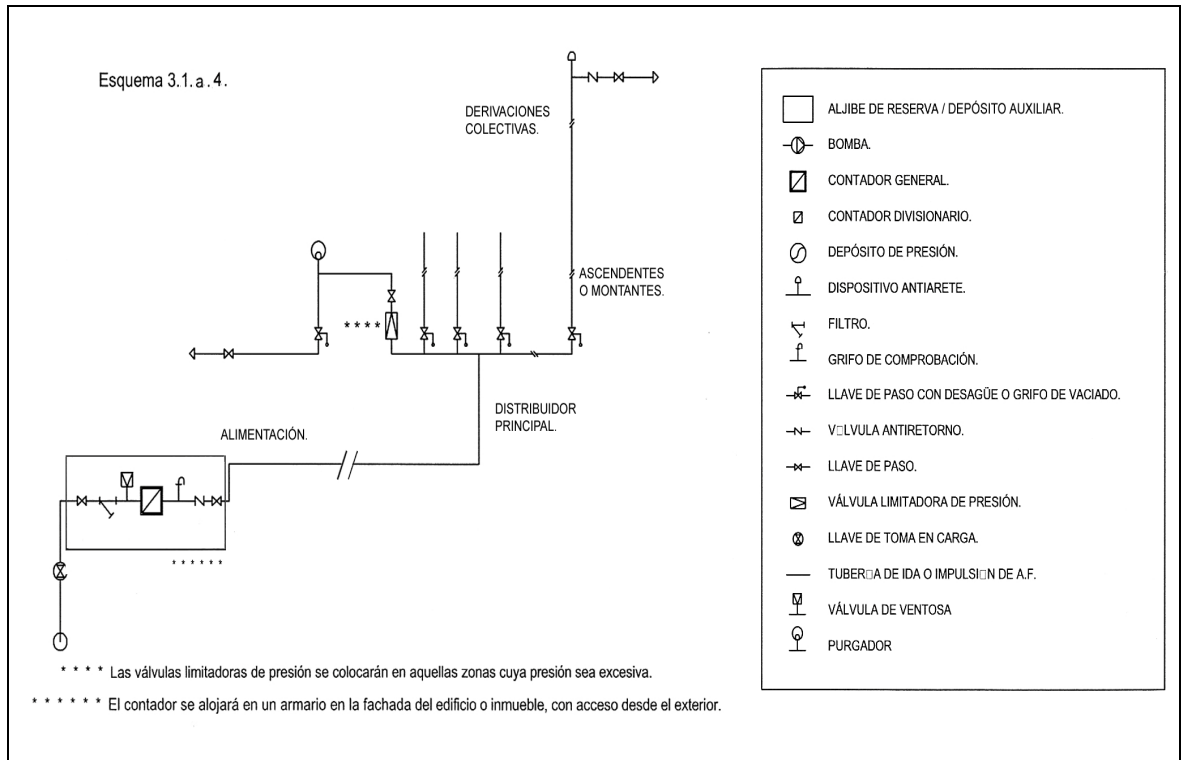 Esquema 3.1.a.4.
DERIVACIONES
COLECTIVAS.
ASCENDENTES
O MONTANTES.
* * * *
DISTRIBUIDOR
PRINCIPAL.
ALIMENTACIÓN.
* * * * * *
* * * * Las válvulas limitadoras de presión se colocarán en aquellas zonas cuya presión sea excesiva.
* * * * * * El contador se alojará en un armario en la fachada del edificio o inmueble, con acceso desde el exterior.
ALJIBE DE RESERVA / DEPÓSITO AUXILIAR.
BOMBA.
CONTADOR GENERAL.
CONTADOR DIVISIONARIO.
DEPÓSITO DE PRESIÓN.
DISPOSITIVO ANTIARETE.
FILTRO.
GRIFO DE COMPROBACIÓN.
LLAVE DE PASO CON DESAGÜE O GRIFO DE VACIADO.
V□LVULA ANTIRETORNO.
LLAVE DE PASO.
VÁLVULA LIMITADORA DE PRESIÓN.
LLAVE DE TOMA EN CARGA.
TUBER□A DE IDA O IMPULSI□N DE A.F.
VÁLVULA DE VENTOSA
PURGADOR